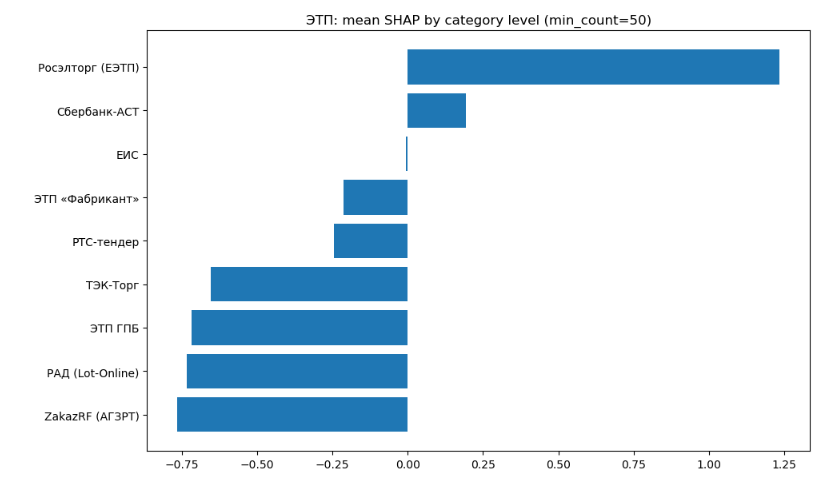 ЭТП: mean SHAP by category level (min_count=50)
Росэлторг (ЕЭТП)
Сбербанк-АСТ
ЕИС
ЭТП «Фабрикант»
РТС-тендер
ТЭК-Торг
ЭТП ГПБ
РАД (Lot-Online)
ZakazRF (АГЗРТ)
−0.75 −0.50 −0.25 0.00 0.25 0.50 0.75 1.00 1.25